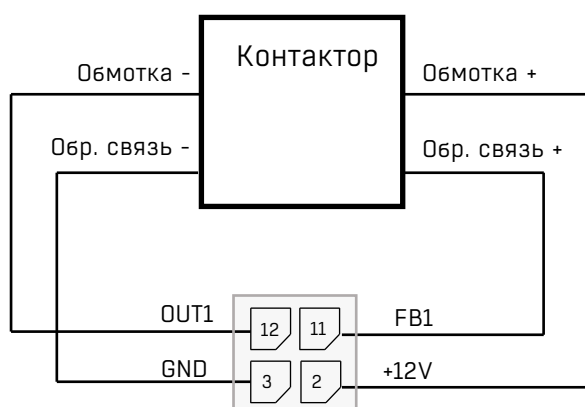 Контактор
Обмотка -
Обмотка +
Обр. связь -
Обр. связь +
OUT1
12
11
FB1
GND
3
2
+12V